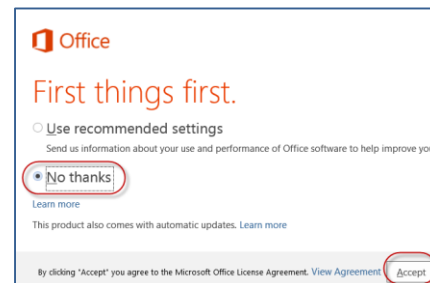 Office
First things first.
Use recommended settings
Send us information about your use and performance of Office software to help improve
No thanks
Learn more
This product also comes with automatic updates. Learn more
By clicking "Accept" you agree to the Microsoft Office License Agreement. View Agreement Accept